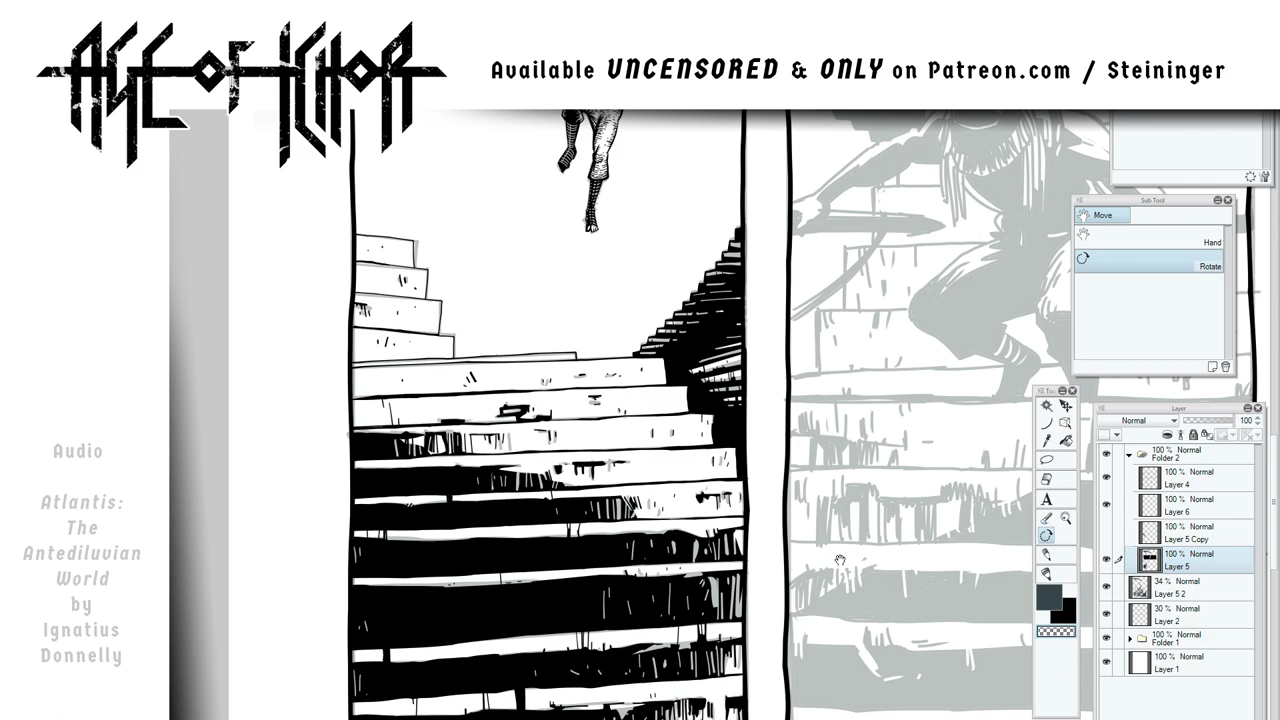 AGE OF ICHOR
Available UNCENSORED & ONLY on Patreon.com / Steininger
Sub Tool
Move
Hand
Rotate
Audio
Atlantis:
The
Antediluvian
World
by
Ignatius
Donnelly
Layer
Normal 100
100 % Normal
Folder 2
100 % Normal
Layer 4
100 % Normal
Layer 6
100 % Normal
Layer 5 Copy
100 % Normal
Layer 5
34 % Normal
Layer 5 2
30 % Normal
Layer 2
100 % Normal
Folder 1
100 % Normal
Layer 1